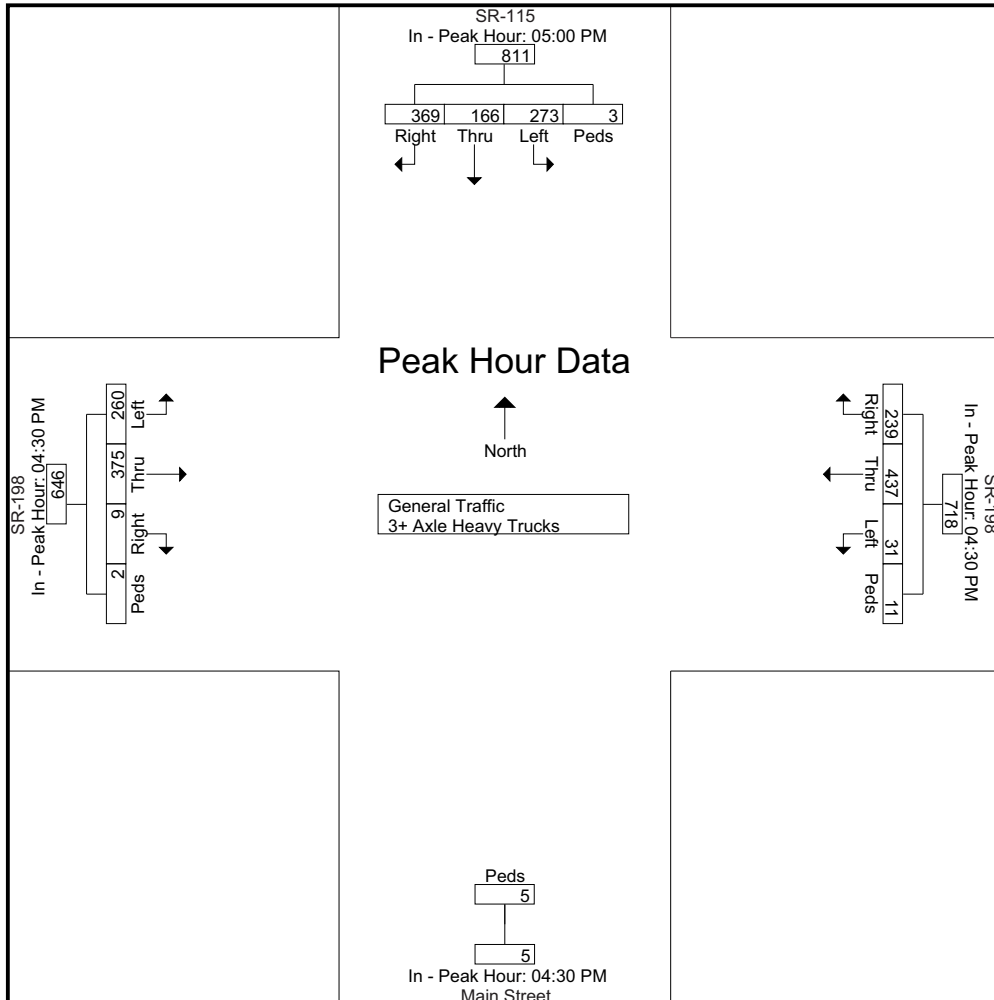 SR-115
In - Peak Hour: 05:00 PM
811
369 166 273 3
Right Thru Left Peds
Peak Hour Data
North
General Traffic
3+ Axle Heavy Trucks
SR-198
In - Peak Hour: 04:30 PM
646
260 375 9 2
Left Thru Right Peds
SR-198
In - Peak Hour: 04:30 PM
718
239 437 31 11
Right Thru Left Peds
Peds
5
5
In - Peak Hour: 04:30 PM
Main Street